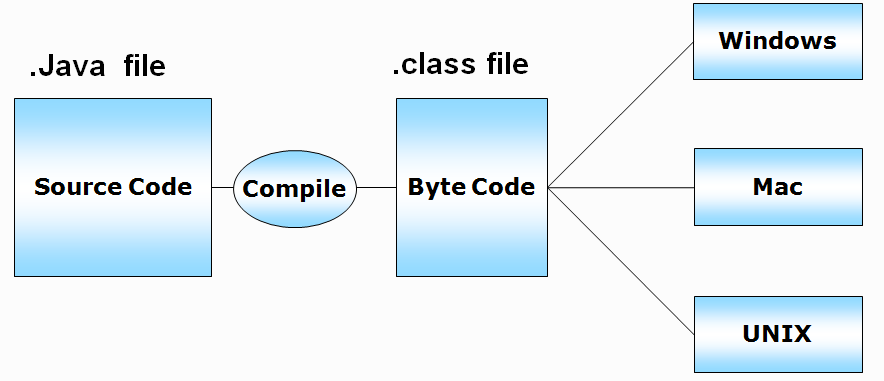 .Java file
.class file
Source Code
Compile
Byte Code
Windows
Mac
UNIX